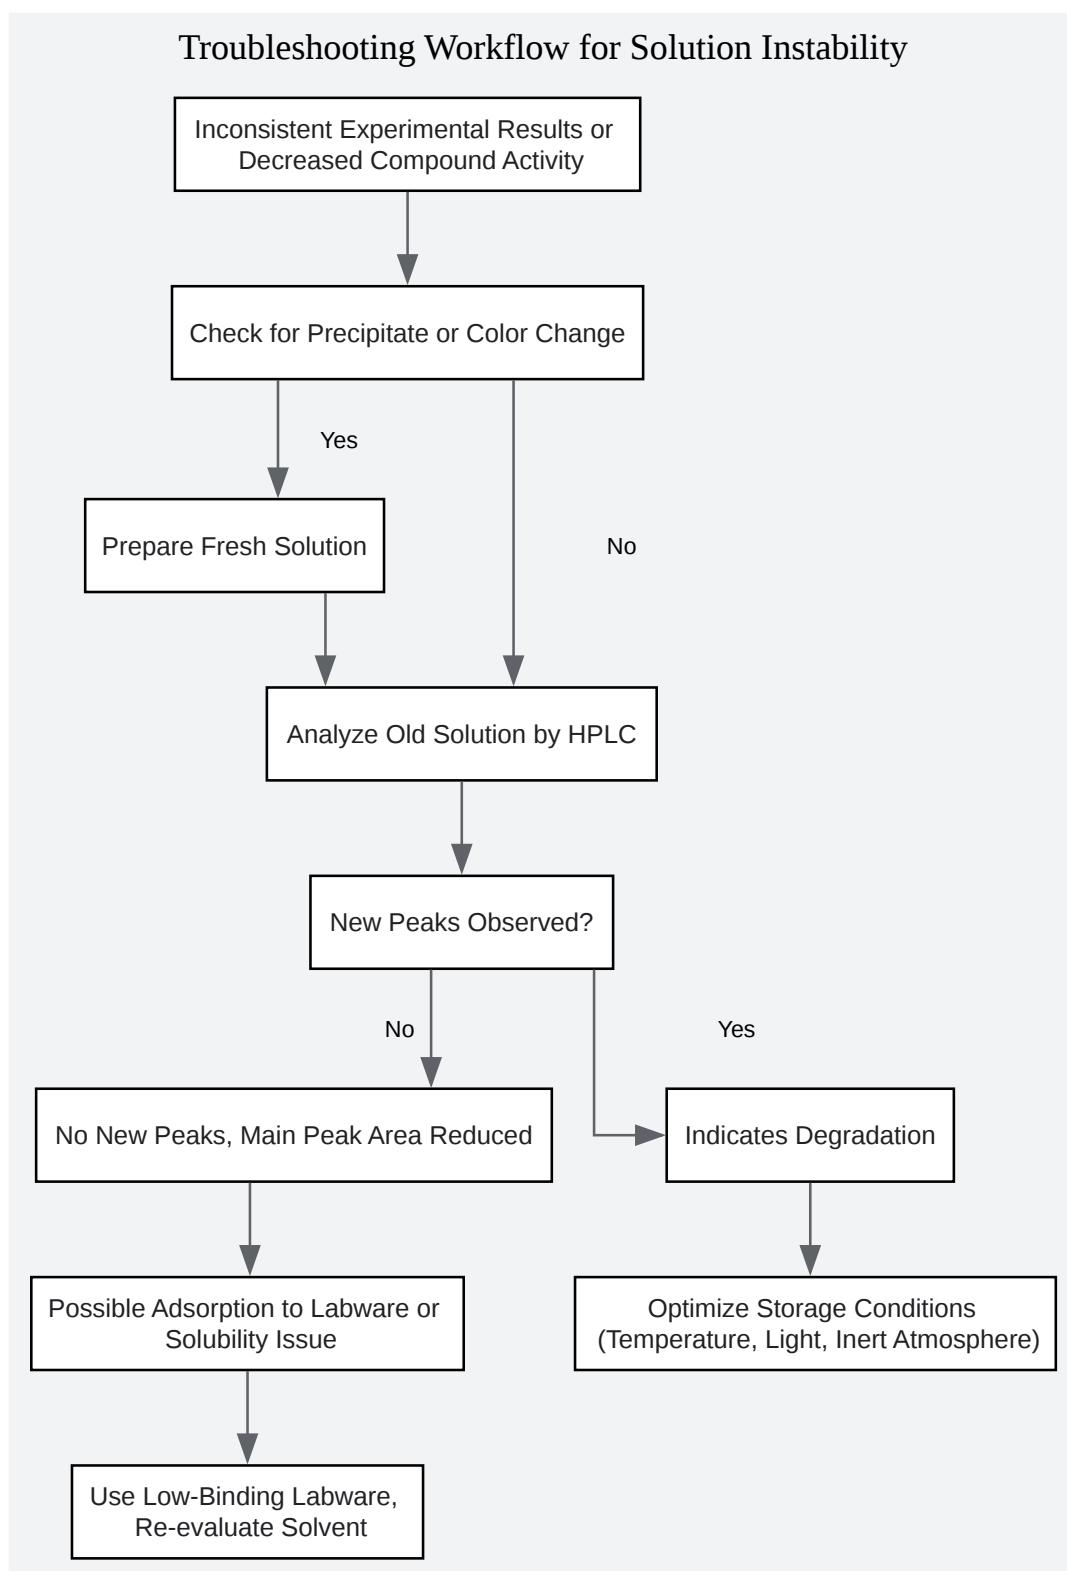 Troubleshooting Workflow for Solution Instability
Inconsistent Experimental Results or
Decreased Compound Activity
Check for Precipitate or Color Change
Yes
Prepare Fresh Solution
No
Analyze Old Solution by HPLC
New Peaks Observed?
No
Yes
No New Peaks, Main Peak Area Reduced
Indicates Degradation
Possible Adsorption to Labware or
Solubility Issue
Optimize Storage Conditions
(Temperature, Light, Inert Atmosphere)
Use Low-Binding Labware,
Re-evaluate Solvent